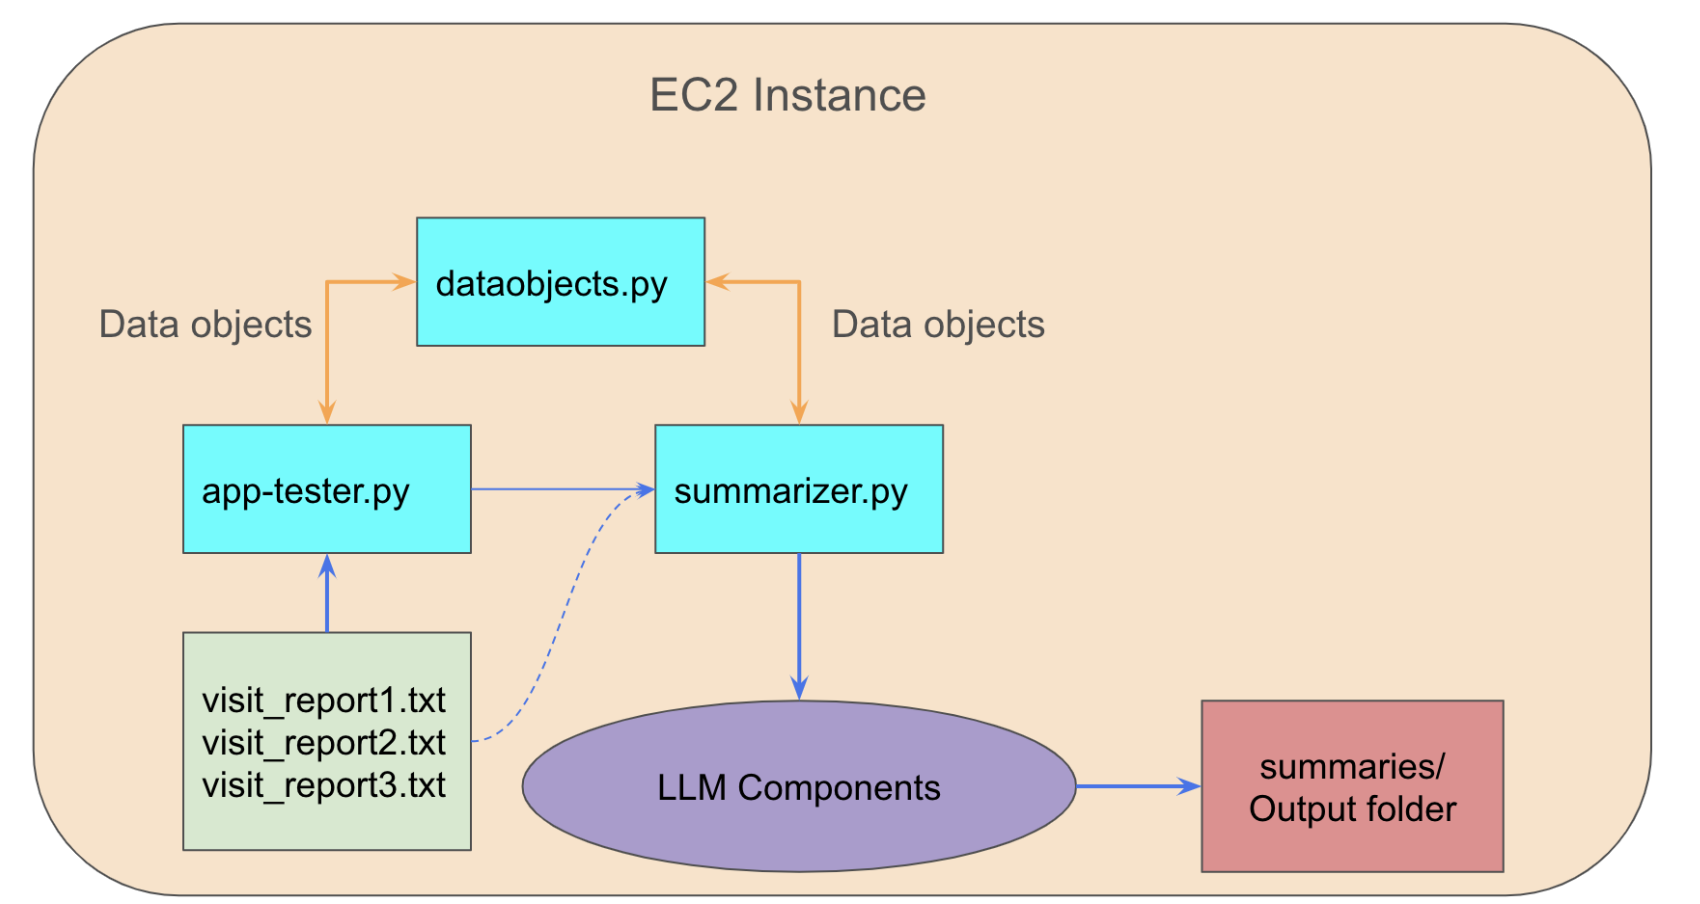 EC2 Instance
dataobjects.py
Data objects
Data objects
app-tester.py
summarizer.py
visit_report1.txt
visit_report2.txt
visit_report3.txt
LLM Components
summaries/
Output folder